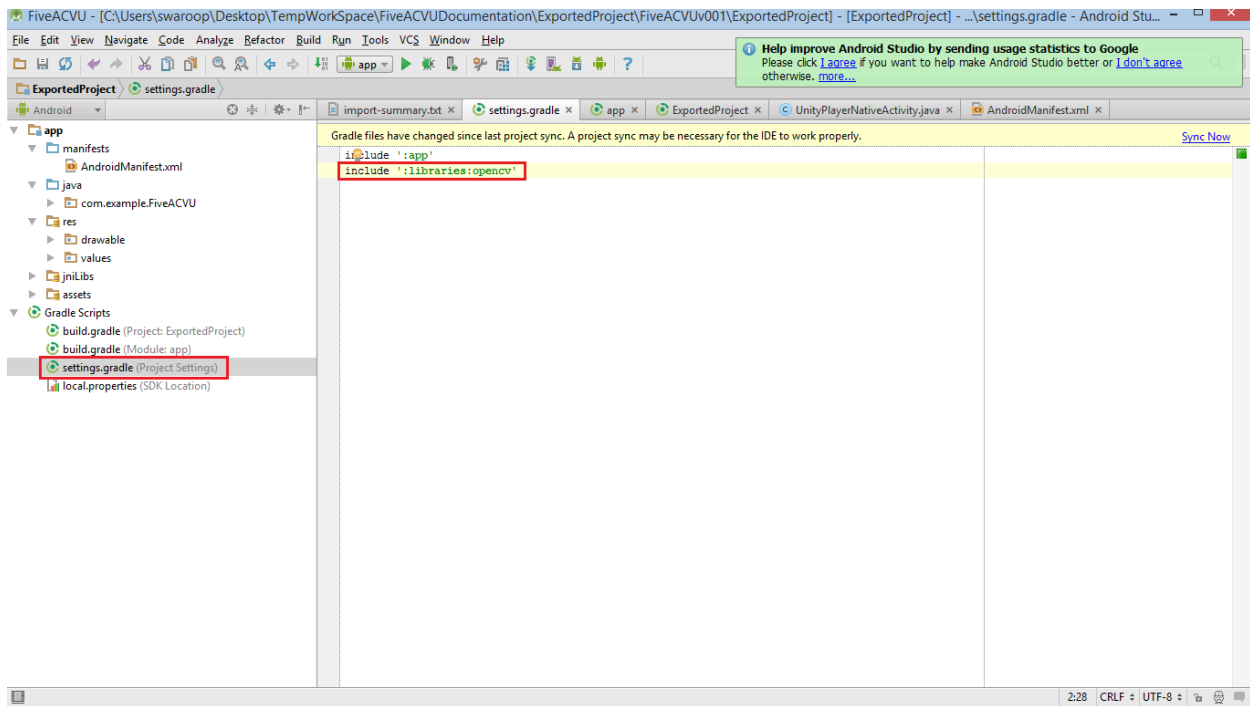 FiveACVU - [C:\Users\swaroop\Desktop\TempWorkSpace\FiveACVUDocumentation\ExportedProject\FiveACVUv001\ExportedProject] - [ExportedProject] - ...\settings.gradle - Android Stu...
File Edit View Navigate Code Analyze Refactor Build Run Tools VCS Window Help
Help improve Android Studio by sending usage statistics to Google
Please click I agree if you want to help make Android Studio better or I don't agree
otherwise. more...
app
ExportedProject settings.gradle
Android
import-summary.txt settings.gradle app ExportedProject UnityPlayerNativeActivity.java AndroidManifest.xml
app
manifests
AndroidManifest.xml
java
com.example.FiveACVU
res
drawable
values
jniLibs
assets
Gradle Scripts
build.gradle (Project: ExportedProject)
build.gradle (Module: app)
settings.gradle (Project Settings)
local.properties (SDK Location)
Gradle files have changed since last project sync. A project sync may be necessary for the IDE to work properly. Sync Now
include ':app'
include ':libraries:opencv'
2:28 CRLF UTF-8